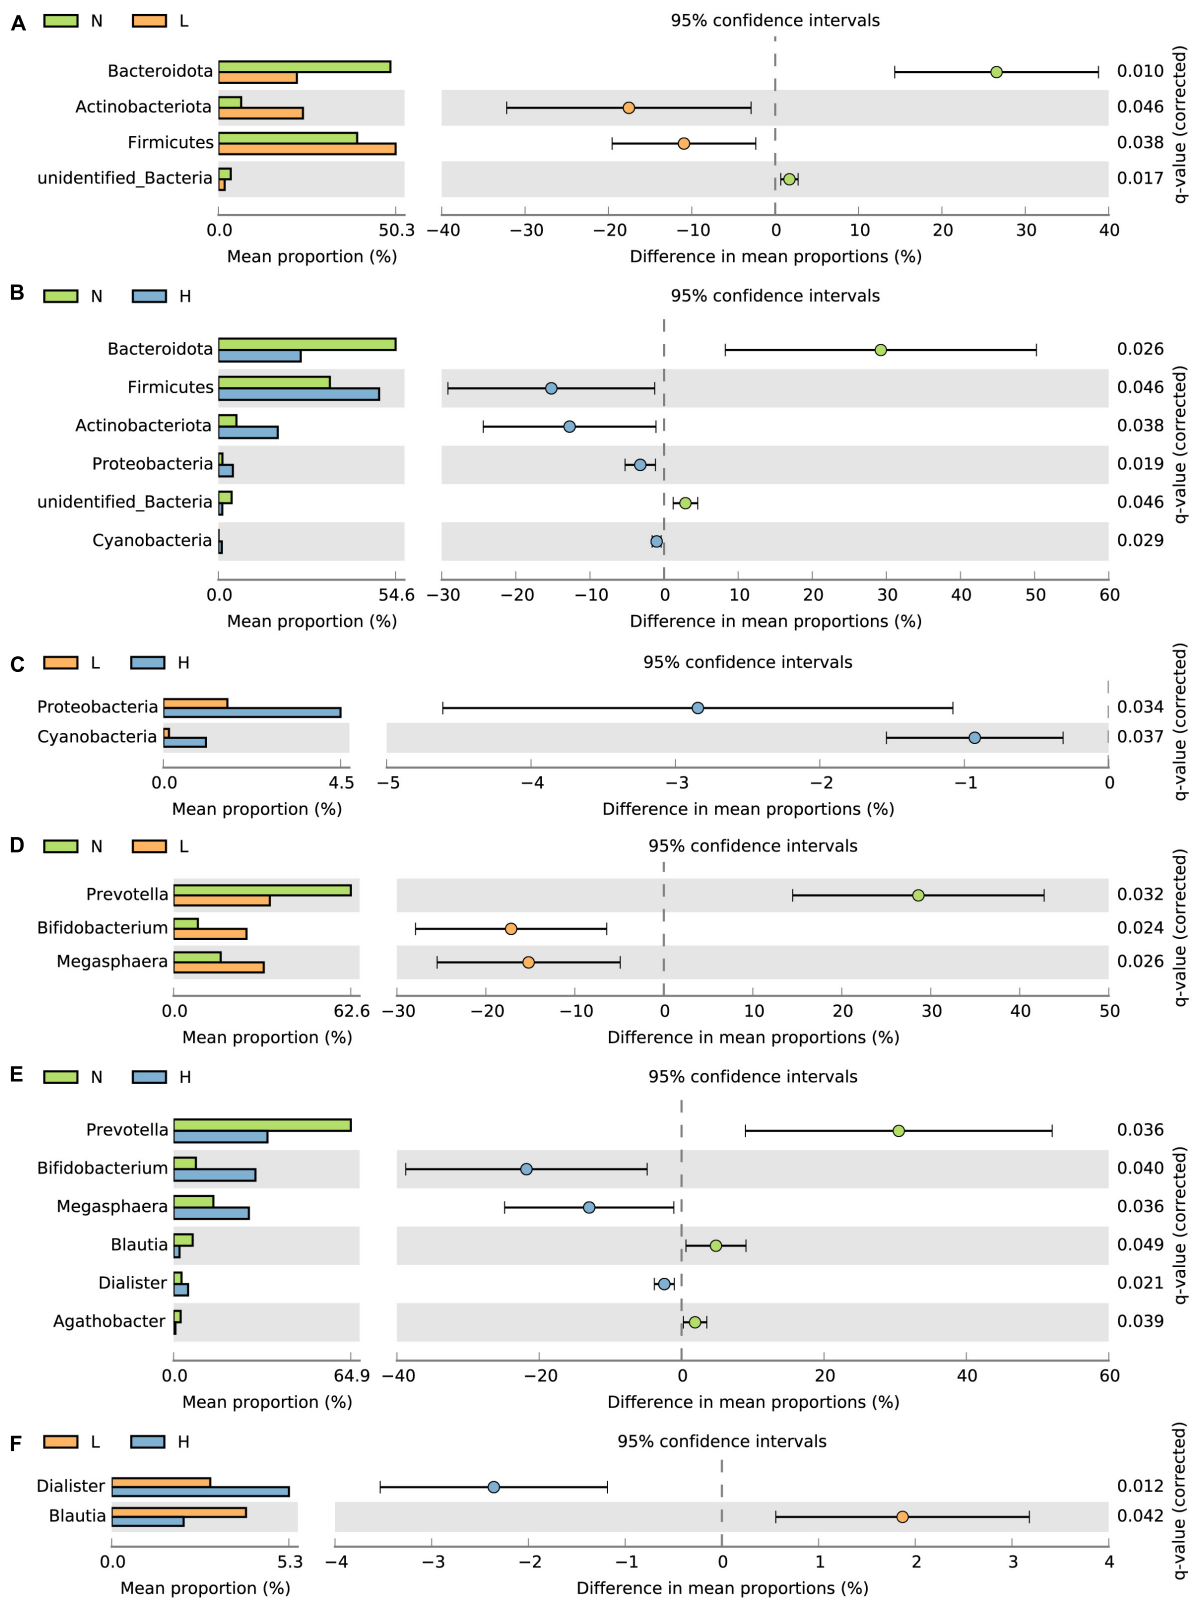 A N L 95% confidence intervals
Bacteroidota 0.010
Actinobacteriota 0.046
Firmicutes 0.038
unidentified_Bacteria 0.017
q-value (corrected)
0.0 50.3 −40 −30 −20 −10 0 10 20 30 40
Mean proportion (%) Difference in mean proportions (%)
B N H 95% confidence intervals
Bacteroidota 0.026
Firmicutes 0.046
Actinobacteriota 0.038
Proteobacteria 0.019
unidentified_Bacteria 0.046
Cyanobacteria 0.029
q-value (corrected)
0.0 54.6 −30 −20 −10 0 10 20 30 40 50 60
Mean proportion (%) Difference in mean proportions (%)
C L H 95% confidence intervals
Proteobacteria 0.034
Cyanobacteria 0.037
q-value (corrected)
0.0 4.5 −5 −4 −3 −2 −1 0
Mean proportion (%) Difference in mean proportions (%)
D N L 95% confidence intervals
Prevotella 0.032
Bifidobacterium 0.024
Megasphaera 0.026
q-value (corrected)
0.0 62.6 −30 −20 −10 0 10 20 30 40 50
Mean proportion (%) Difference in mean proportions (%)
E N H 95% confidence intervals
Prevotella 0.036
Bifidobacterium 0.040
Megasphaera 0.036
Blautia 0.049
Dialister 0.021
Agathobacter 0.039
q-value (corrected)
0.0 64.9 −40 −20 0 20 40 60
Mean proportion (%) Difference in mean proportions (%)
F L H 95% confidence intervals
Dialister 0.012
Blautia 0.042
q-value (corrected)
0.0 5.3 −4 −3 −2 −1 0 1 2 3 4
Mean proportion (%) Difference in mean proportions (%)